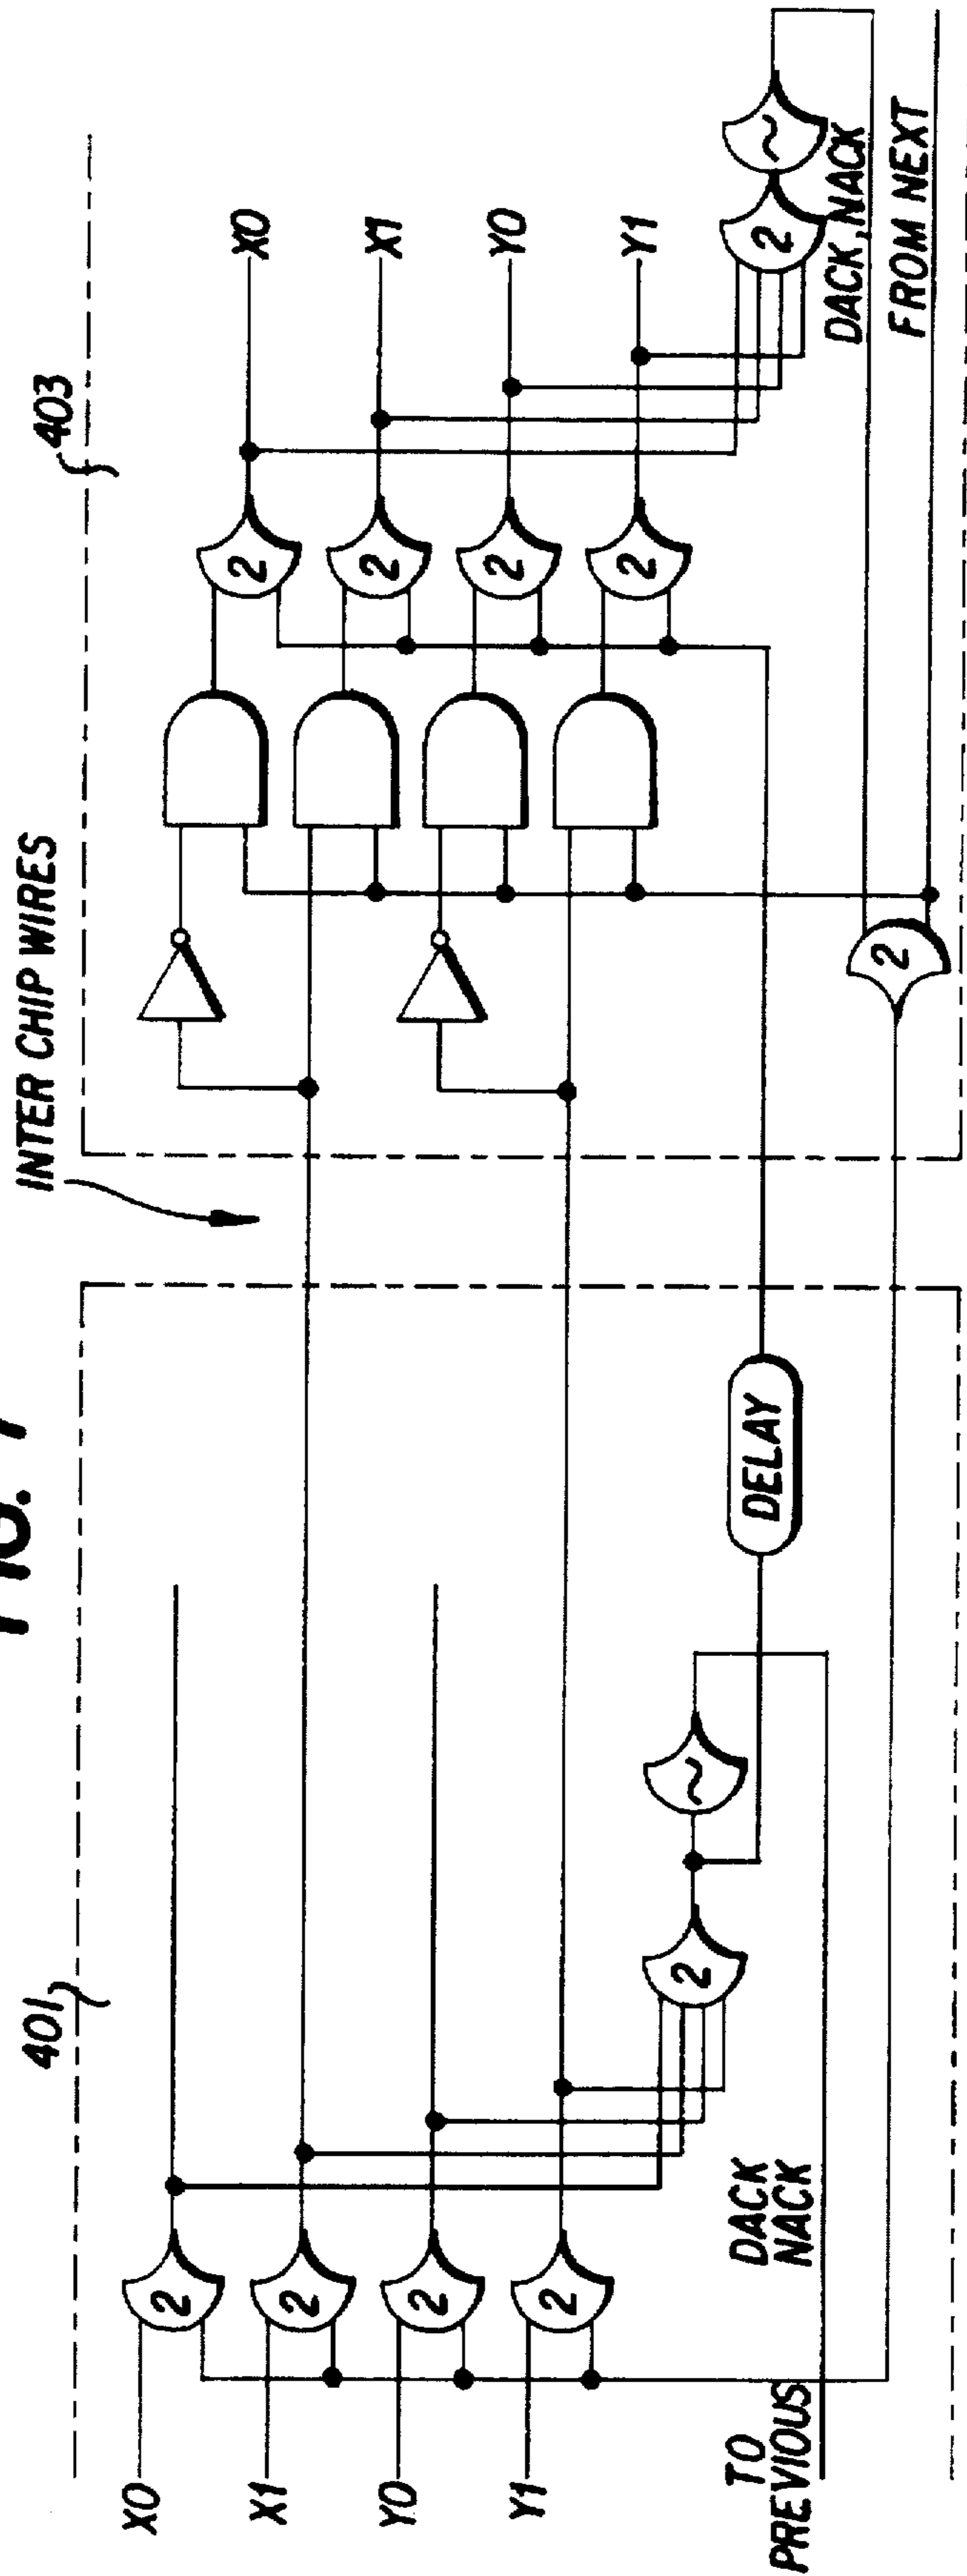 FIG.
INTER CHIP WIRES
401
403
X0
X1
Y0
Y1
2
2
2
2
2
~
DELAY
TO
PREVIOUS
DACK
NACK
2
2
2
2
X0
X1
Y0
Y1
2
~
DACK, NACK
FROM NEXT
2